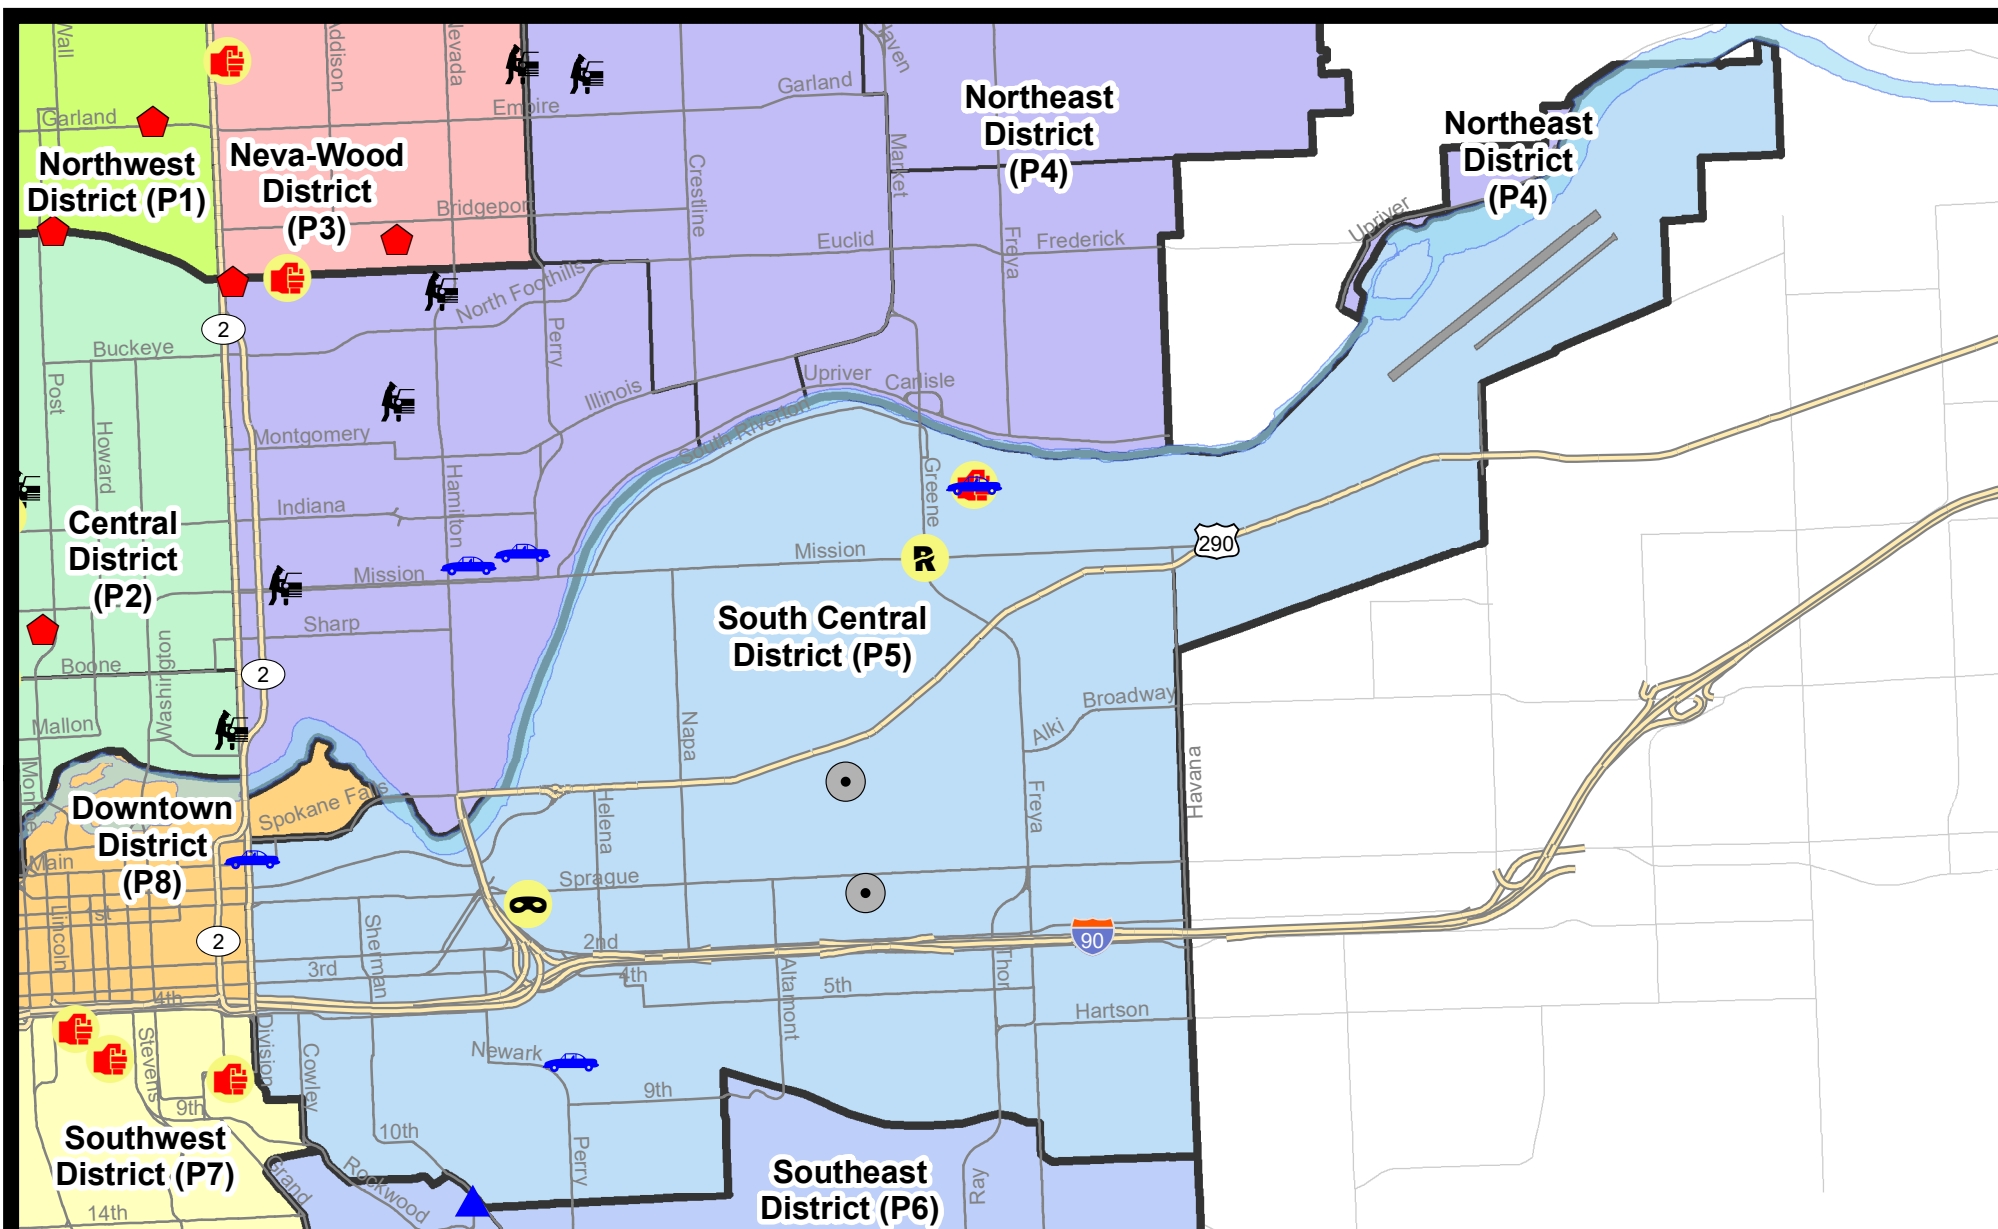 Wall
Addison
Nevada
Haven
Garland
Empire
Garland
Northeast
District
(P4)
Northeast
District
(P4)
Northwest
District (P1)
Neva-Wood
District
(P3)
Crestline
Market
Bridgeport
Euclid
Freya
Frederick
Upriver
North Foothills
2
Buckeye
Perry
Post
Howard
Illinois
Upriver
Carlisle
South Riverton
Montgomery
Hamilton
Greene
Indiana
Central
District
(P2)
Mission
Mission
290
Sharp
South Central
District (P5)
Boone
Washington
2
Mallon
Napa
Broadway
Alki
Havana
Monroe
Downtown
District
(P8)
Spokane Falls
Helena
Freya
Main
Sprague
1st
Lincoln
Sherman
2
2nd
90
3rd
4th
4th
5th
Altamont
Thor
Hartson
Division
Stevens
Cowley
Newark
9th
9th
10th
Southwest
District (P7)
Perry
Grand
Rockwood
Southeast
District (P6)
Ray
14th